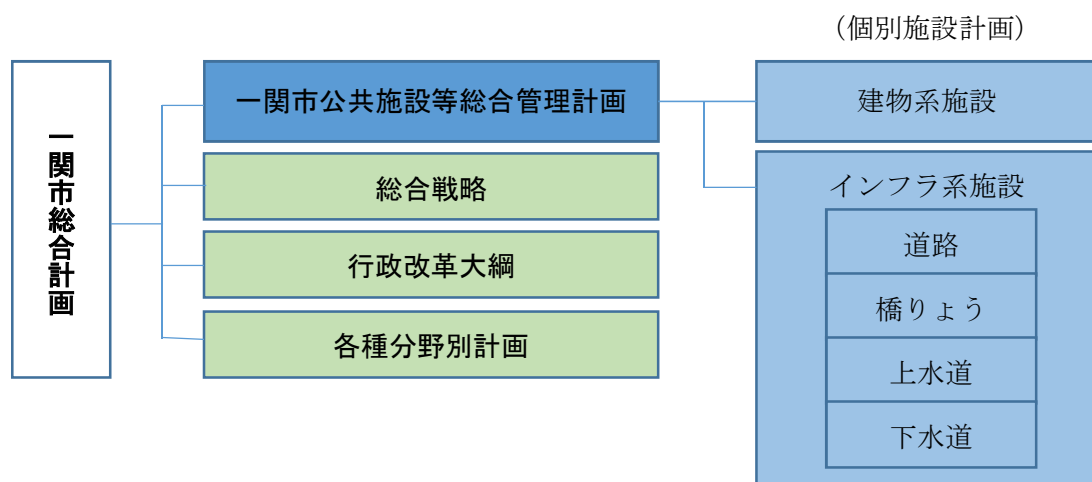 (個別施設計画)
一関市総合計画
一関市公共施設等総合管理計画
総合戦略
行政改革大綱
各種分野別計画
建物系施設
インフラ系施設
道路
橋りょう
上水道
下水道